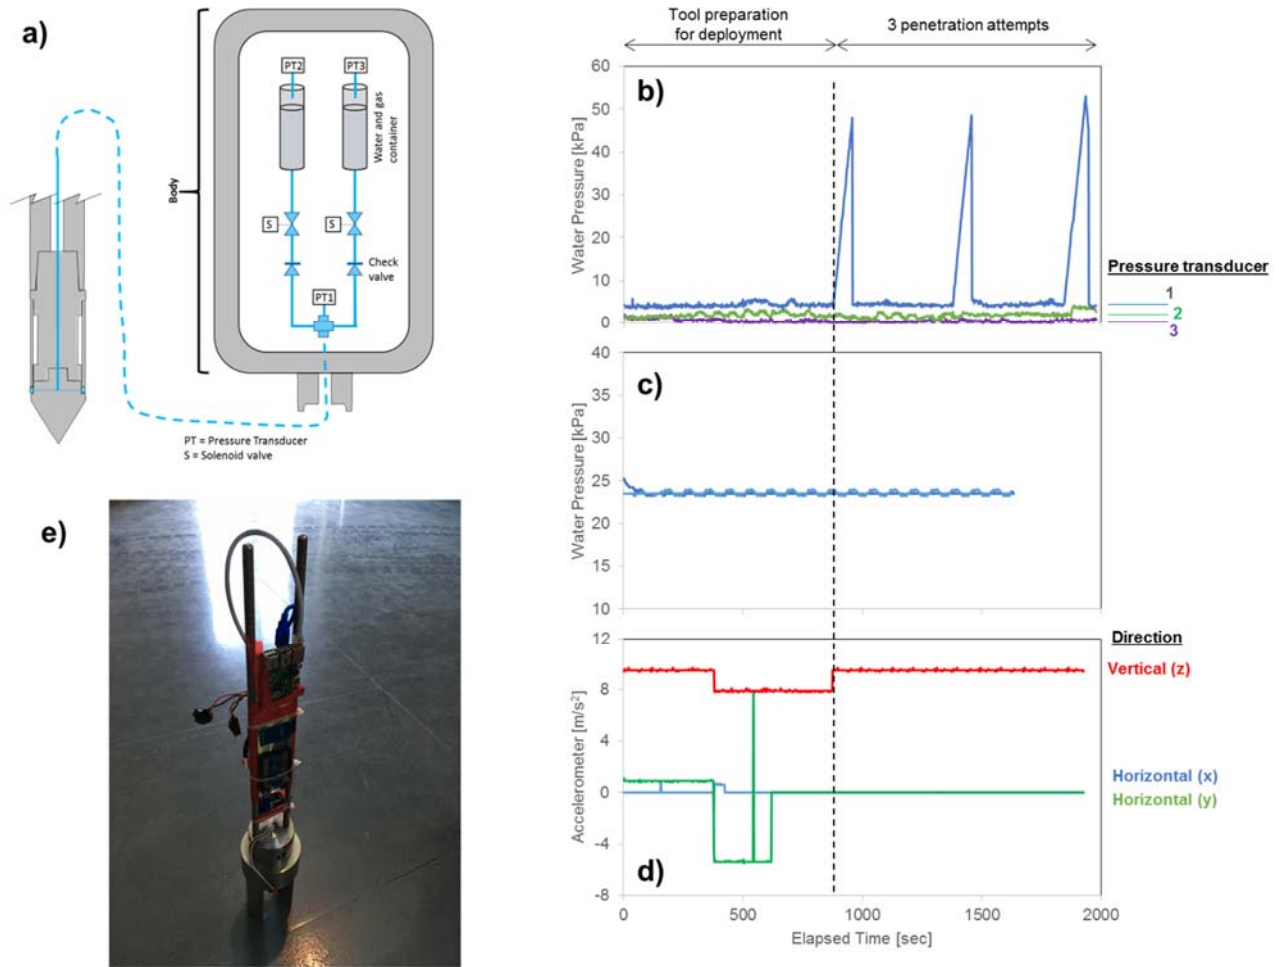 a)
PT2
PT3
Water and gas
container
Body
S
S
Check
valve
PT1
PT = Pressure Transducer
S = Solenoid valve
e)
Tool preparation
for deployment
3 penetration attempts
b)
Water Pressure [kPa]
60
50
40
30
20
10
0
Pressure transducer
1
2
3
c)
Water Pressure [kPa]
40
35
30
25
20
15
10
d)
Accelerometer [m/s²]
12
8
4
0
-4
-8
Direction
Vertical (z)
Horizontal (x)
Horizontal (y)
0
500
1000
1500
2000
Elapsed Time [sec]